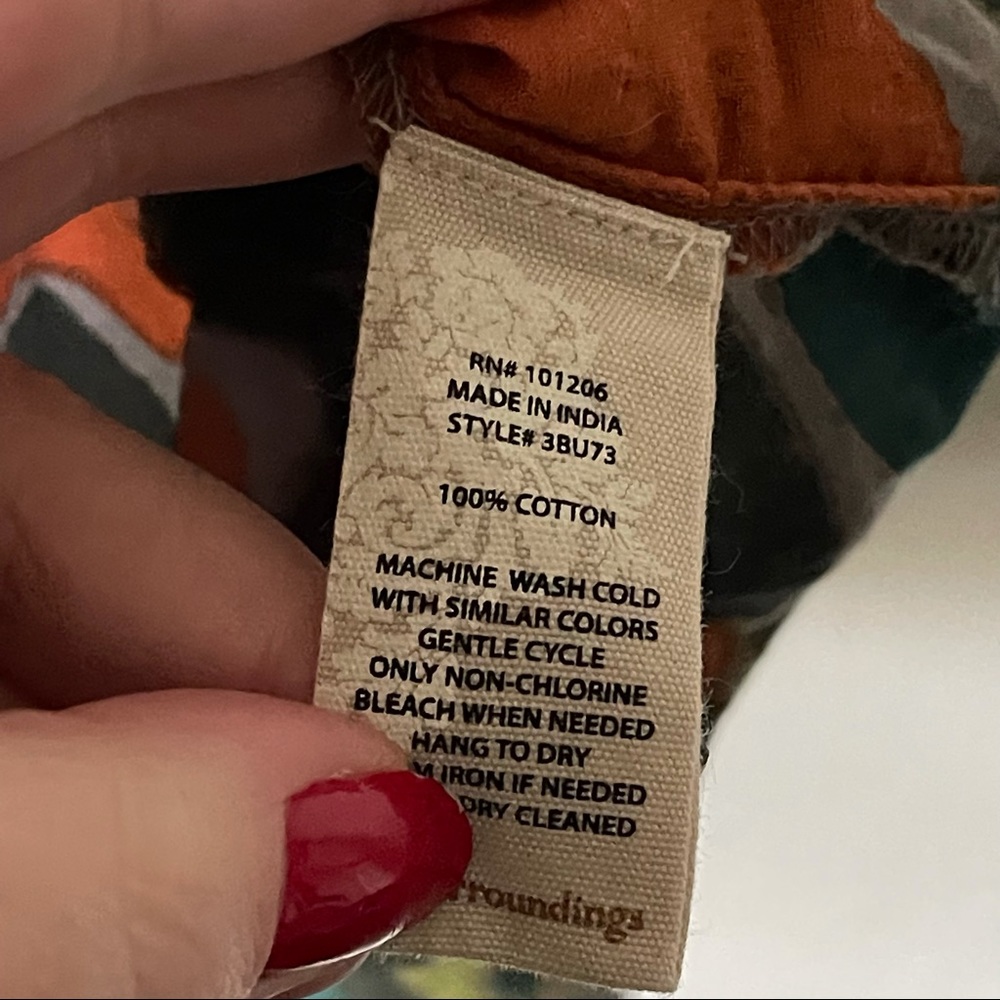 RN# 101206
MADE IN INDIA
STYLE# 3BU73
100% COTTON
MACHINE WASH COLD
WITH SIMILAR COLORS
GENTLE CYCLE
ONLY NON-CHLORINE
BLEACH WHEN NEEDED
HANG TO DRY
IRON IF NEEDED
DRY CLEANED